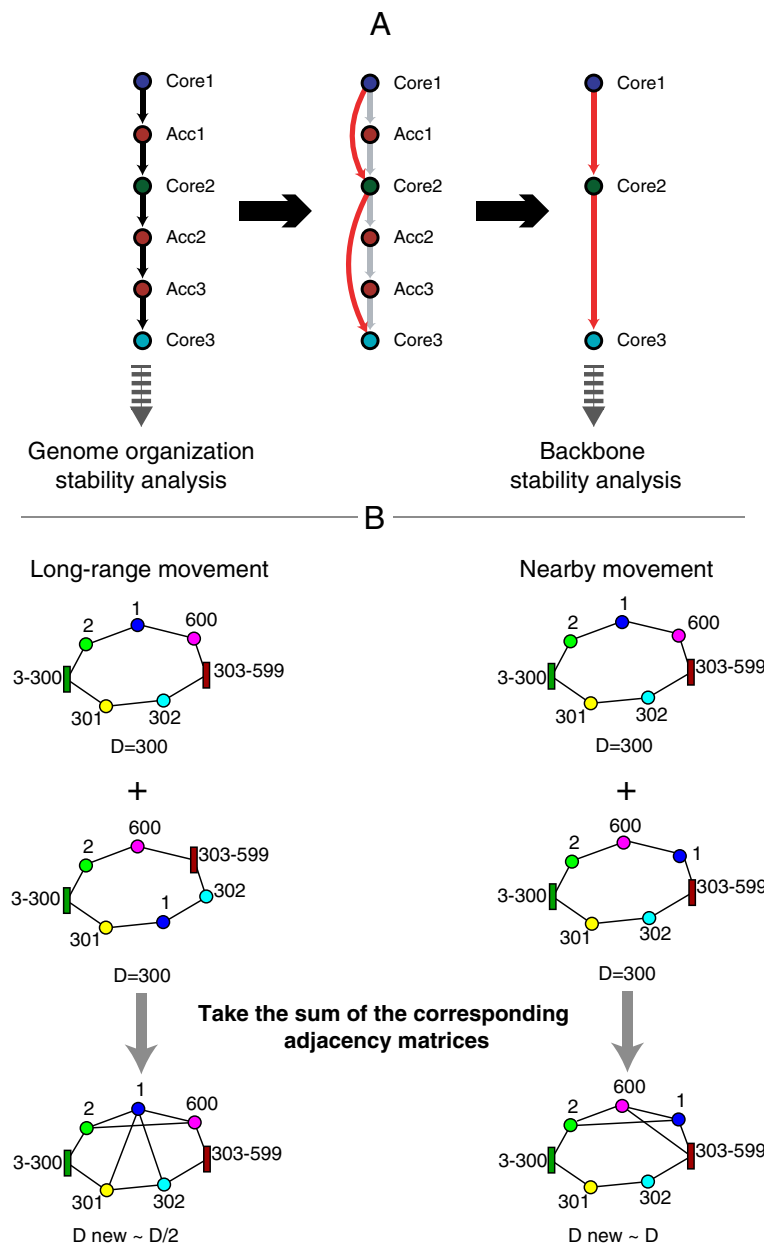 A
Core1
Acc1
Core2
Acc2
Acc3
Core3
Core1
Acc1
Core2
Acc2
Acc3
Core3
Core1
Core2
Core3
Genome organization
stability analysis
Backbone
stability analysis
B
Long-range movement
1
2
600
3-300
303-599
301
302
D=300
+
600
2
303-599
3-300
302
1
301
D=300
Nearby movement
1
2
600
3-300
303-599
301
302
D=300
+
600
2
1
3-300
303-599
301
302
D=300
Take the sum of the corresponding
adjacency matrices
1
2
600
3-300
303-599
301
302
D new ~ D/2
600
2
1
3-300
303-599
301
302
D new ~ D